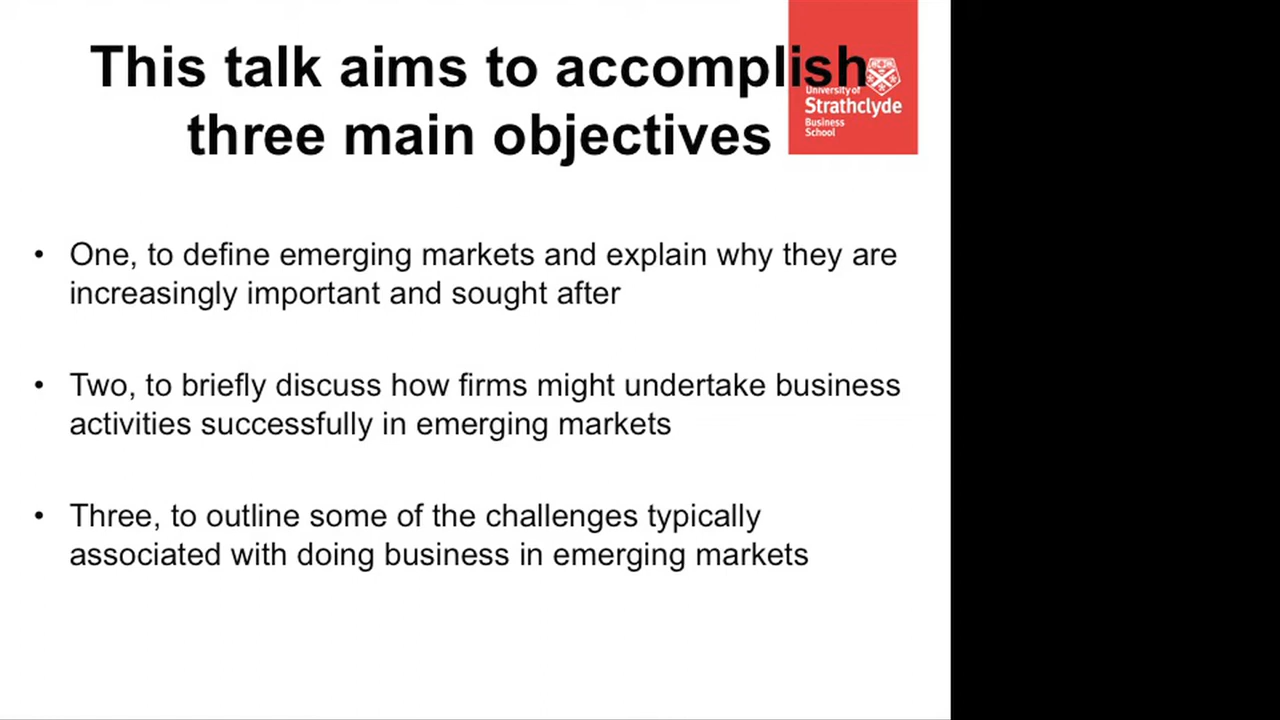 This talk aims to accomplish
three main objectives
University of
Strathclyde
Business
School
• One, to define emerging markets and explain why they are
increasingly important and sought after
• Two, to briefly discuss how firms might undertake business
activities successfully in emerging markets
• Three, to outline some of the challenges typically
associated with doing business in emerging markets